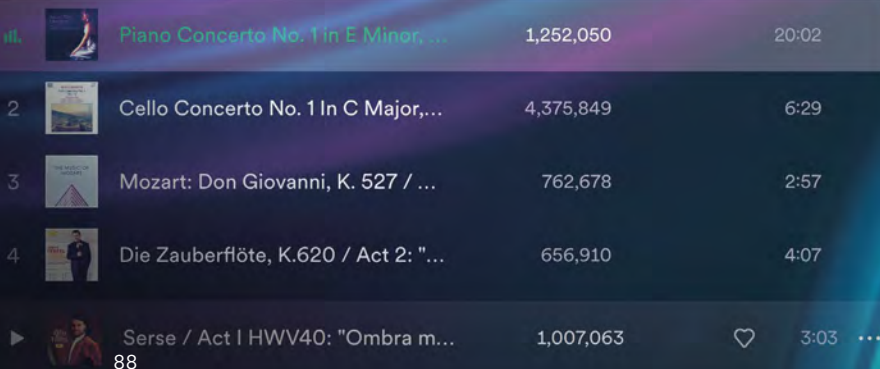 Piano Concerto No. 1 in E Minor, ... 1,252,050 20:02
2 Cello Concerto No. 1 In C Major,... 4,375,849 6:29
3 Mozart: Don Giovanni, K. 527 / ... 762,678 2:57
4 Die Zauberflöte, K.620 / Act 2: "... 656,910 4:07
Serse / Act I HWV40: "Ombra m... 1,007,063 3:03 ...
88